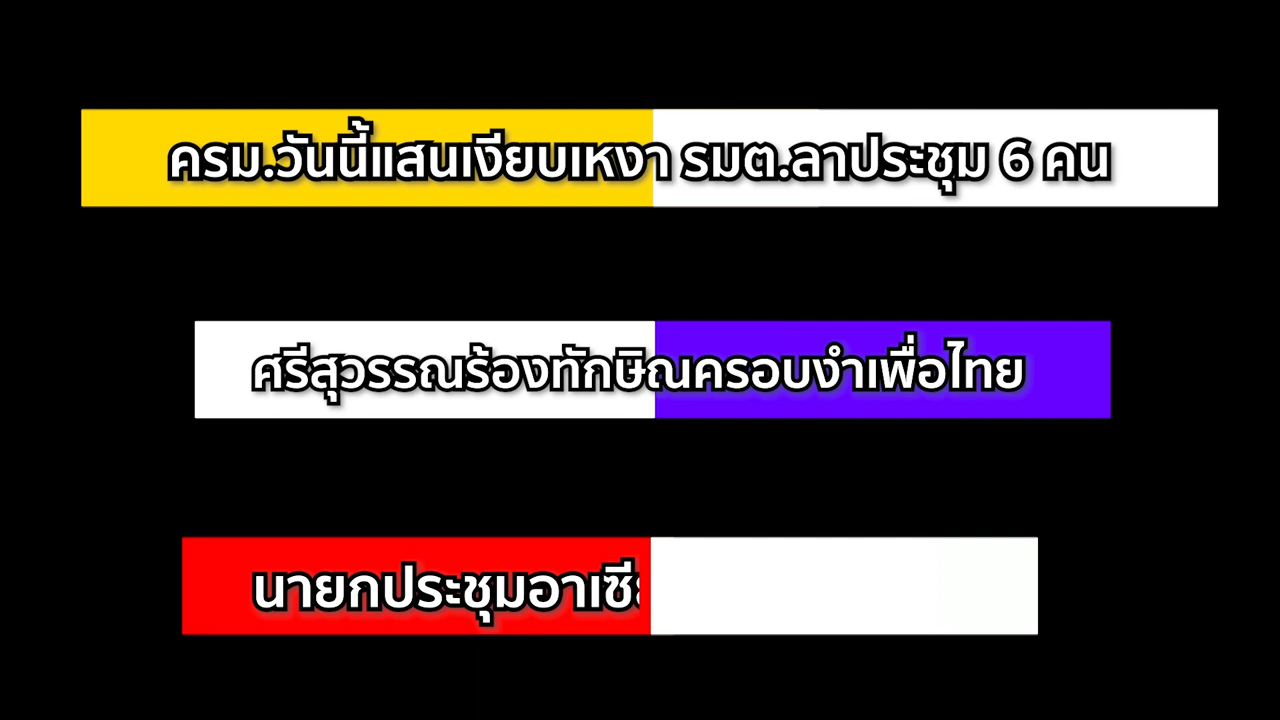 ครม.วันนี้แสนเงียบเหงา รมต.ลาประชุม 6 คน
ศรีสุวรรณร้องทักษิณครอบงำเพื่อไทย
นายกประชุมอาเซี